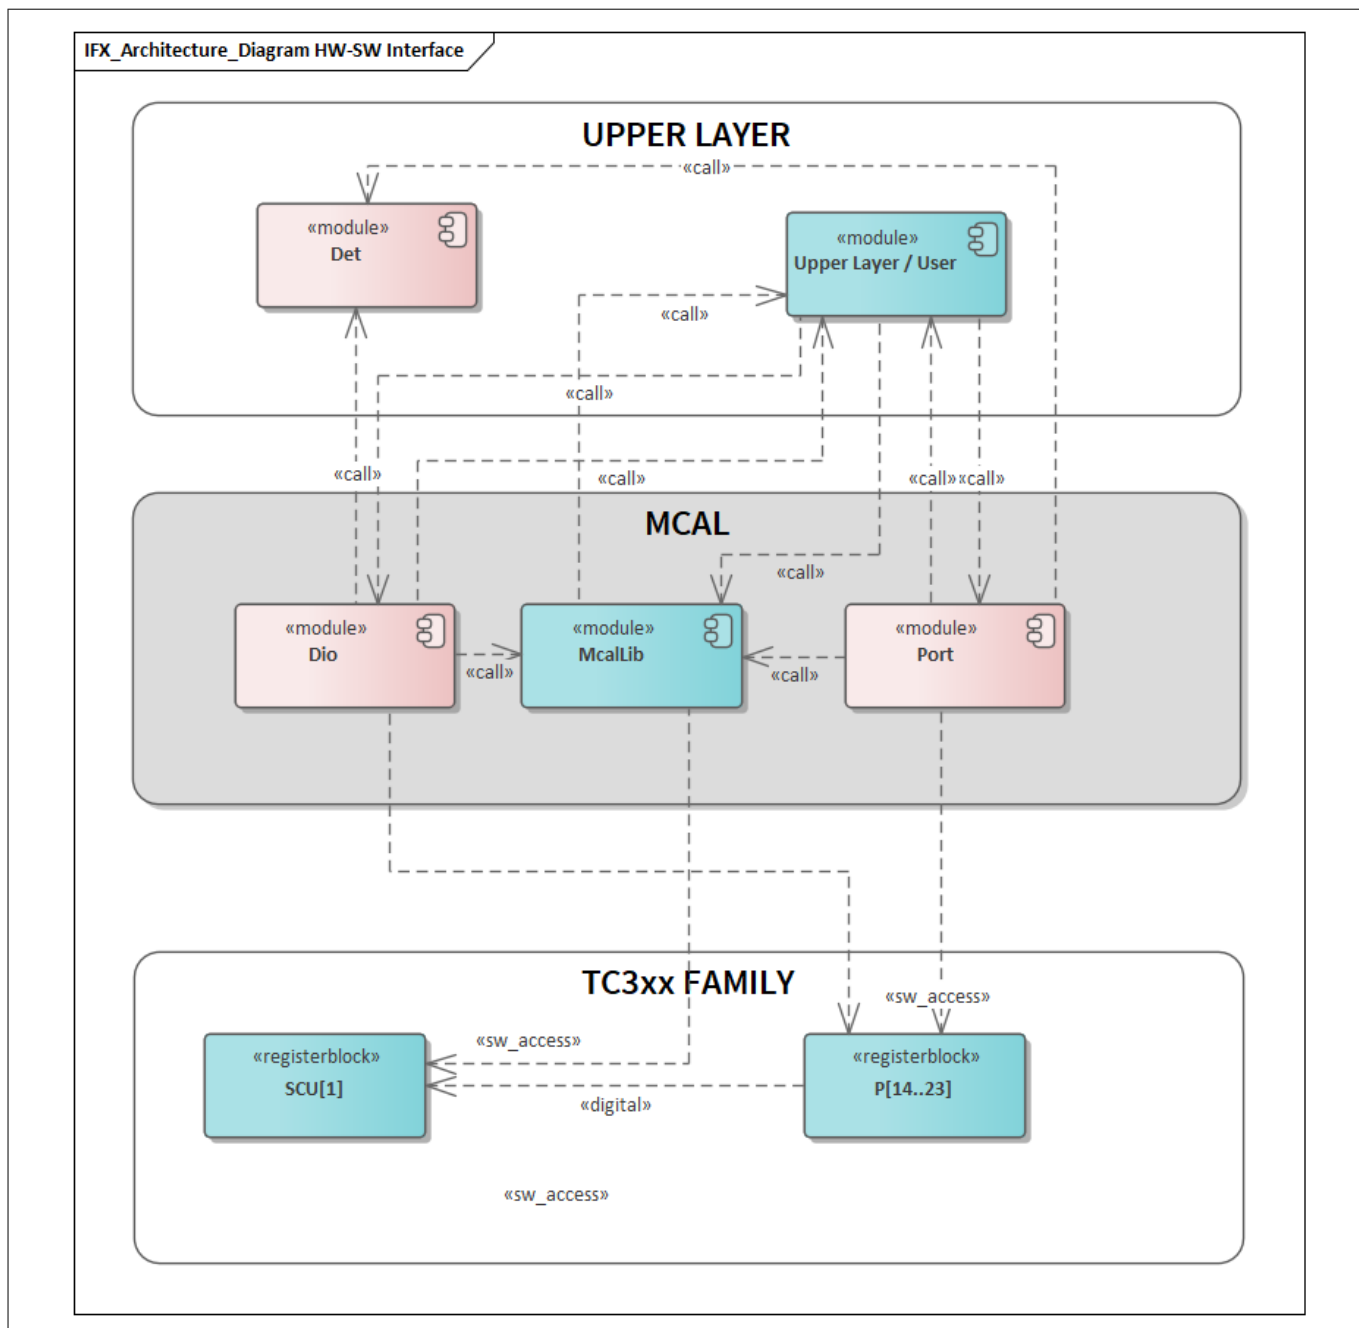 IFX_Architecture_Diagram HW-SW Interface
UPPER LAYER
«call»
«module»
Det
«module»
Upper Layer / User
«call»
«call»
«call»
«call»
«call»
«call»
MCAL
«call»
«module»
Dio
«module»
McalLib
«module»
Port
«call»
«call»
TC3xx FAMILY
«sw_access»
«sw_access»
«registerblock»
SCU[1]
«registerblock»
P[14..23]
«digital»
«sw_access»